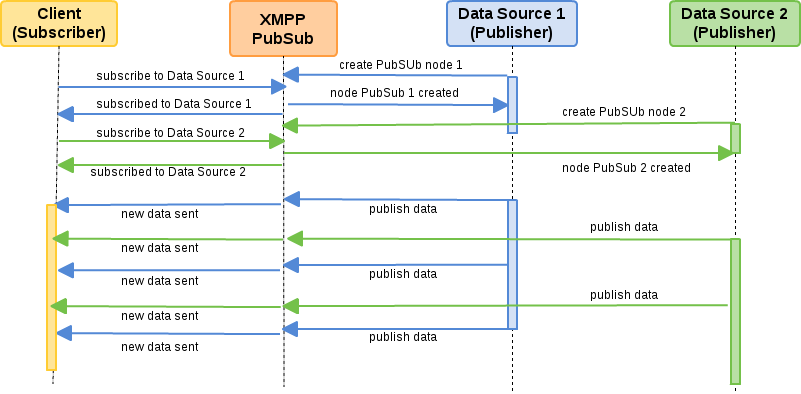 Client
(Subscriber)
XMPP
PubSub
Data Source 1
(Publisher)
Data Source 2
(Publisher)
create PubSUb node 1
subscribe to Data Source 1
node PubSub 1 created
subscribed to Data Source 1
create PubSUb node 2
subscribe to Data Source 2
node PubSub 2 created
subscribed to Data Source 2
publish data
new data sent
publish data
new data sent
publish data
new data sent
publish data
new data sent
publish data
new data sent